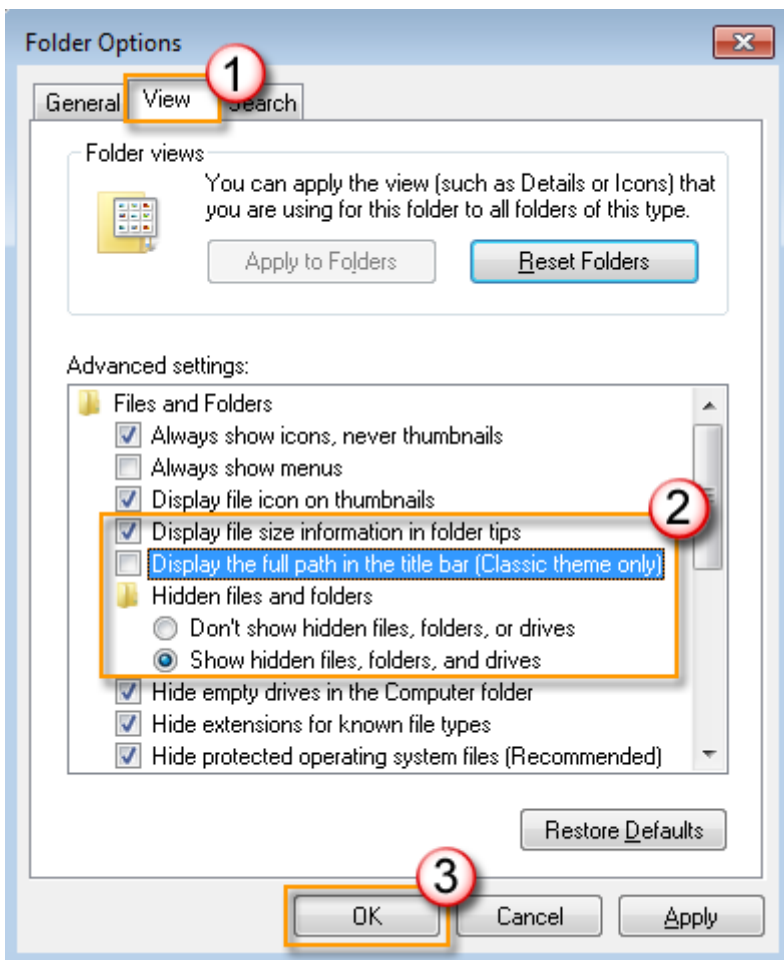 Folder Options
1
General View Search
Folder views
You can apply the view (such as Details or Icons) that
you are using for this folder to all folders of this type.
Apply to Folders Reset Folders
Advanced settings:
Files and Folders
Always show icons, never thumbnails
Always show menus
Display file icon on thumbnails
2
Display file size information in folder tips
Display the full path in the title bar (Classic theme only)
Hidden files and folders
Don't show hidden files, folders, or drives
Show hidden files, folders, and drives
Hide empty drives in the Computer folder
Hide extensions for known file types
Hide protected operating system files (Recommended)
Restore Defaults
3
OK Cancel Apply